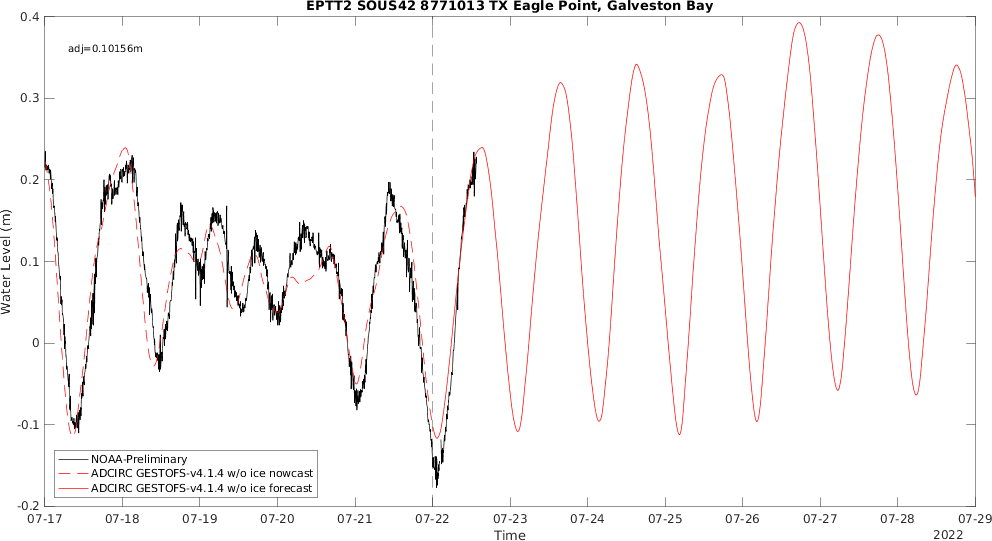 EPTT2 SOUS42 8771013 TX Eagle Point, Galveston Bay
adj=0.10156m
0.4
0.3
0.2
0.1
0
-0.1
-0.2
Water Level (m)
NOAA-Preliminary
ADCIRC GESTOFS-v4.1.4 w/o ice nowcast
ADCIRC GESTOFS-v4.1.4 w/o ice forecast
07-17 07-18 07-19 07-20 07-21 07-22 07-23 07-24 07-25 07-26 07-27 07-28 07-29
Time
2022